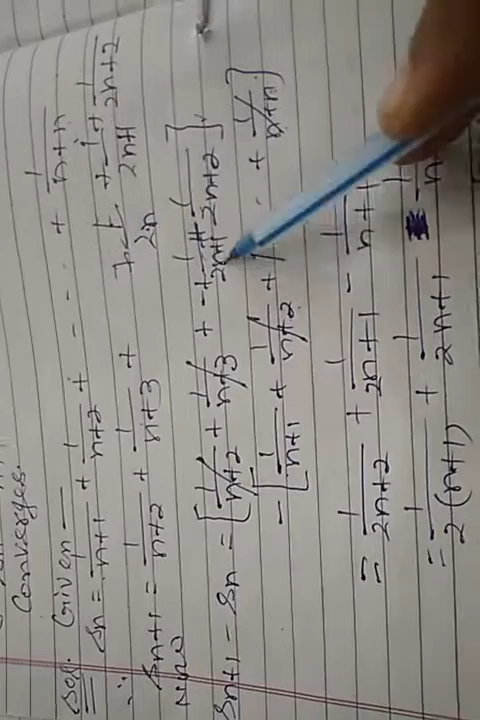 Converges.
Sol. Given
Sn = 1/(n+1) + 1/(n+2) + - - - + 1/(n+n)
∴ Sn+1 = 1/(n+2) + 1/(n+3) + + 1/2n + 1/(2n+1) + 1/(2n+2)
Now
Sn+1 - Sn = [1/(n+2) + 1/(n+3) + + 1/(2n+1) + 1/(2n+2)]
- [1/(n+1) + 1/(n+2) + + 1/(n+n)]
= 1/(2n+2) + 1/(2n+1) - 1/(n+1)
= 1/2(n+1) + 1/(2n+1)